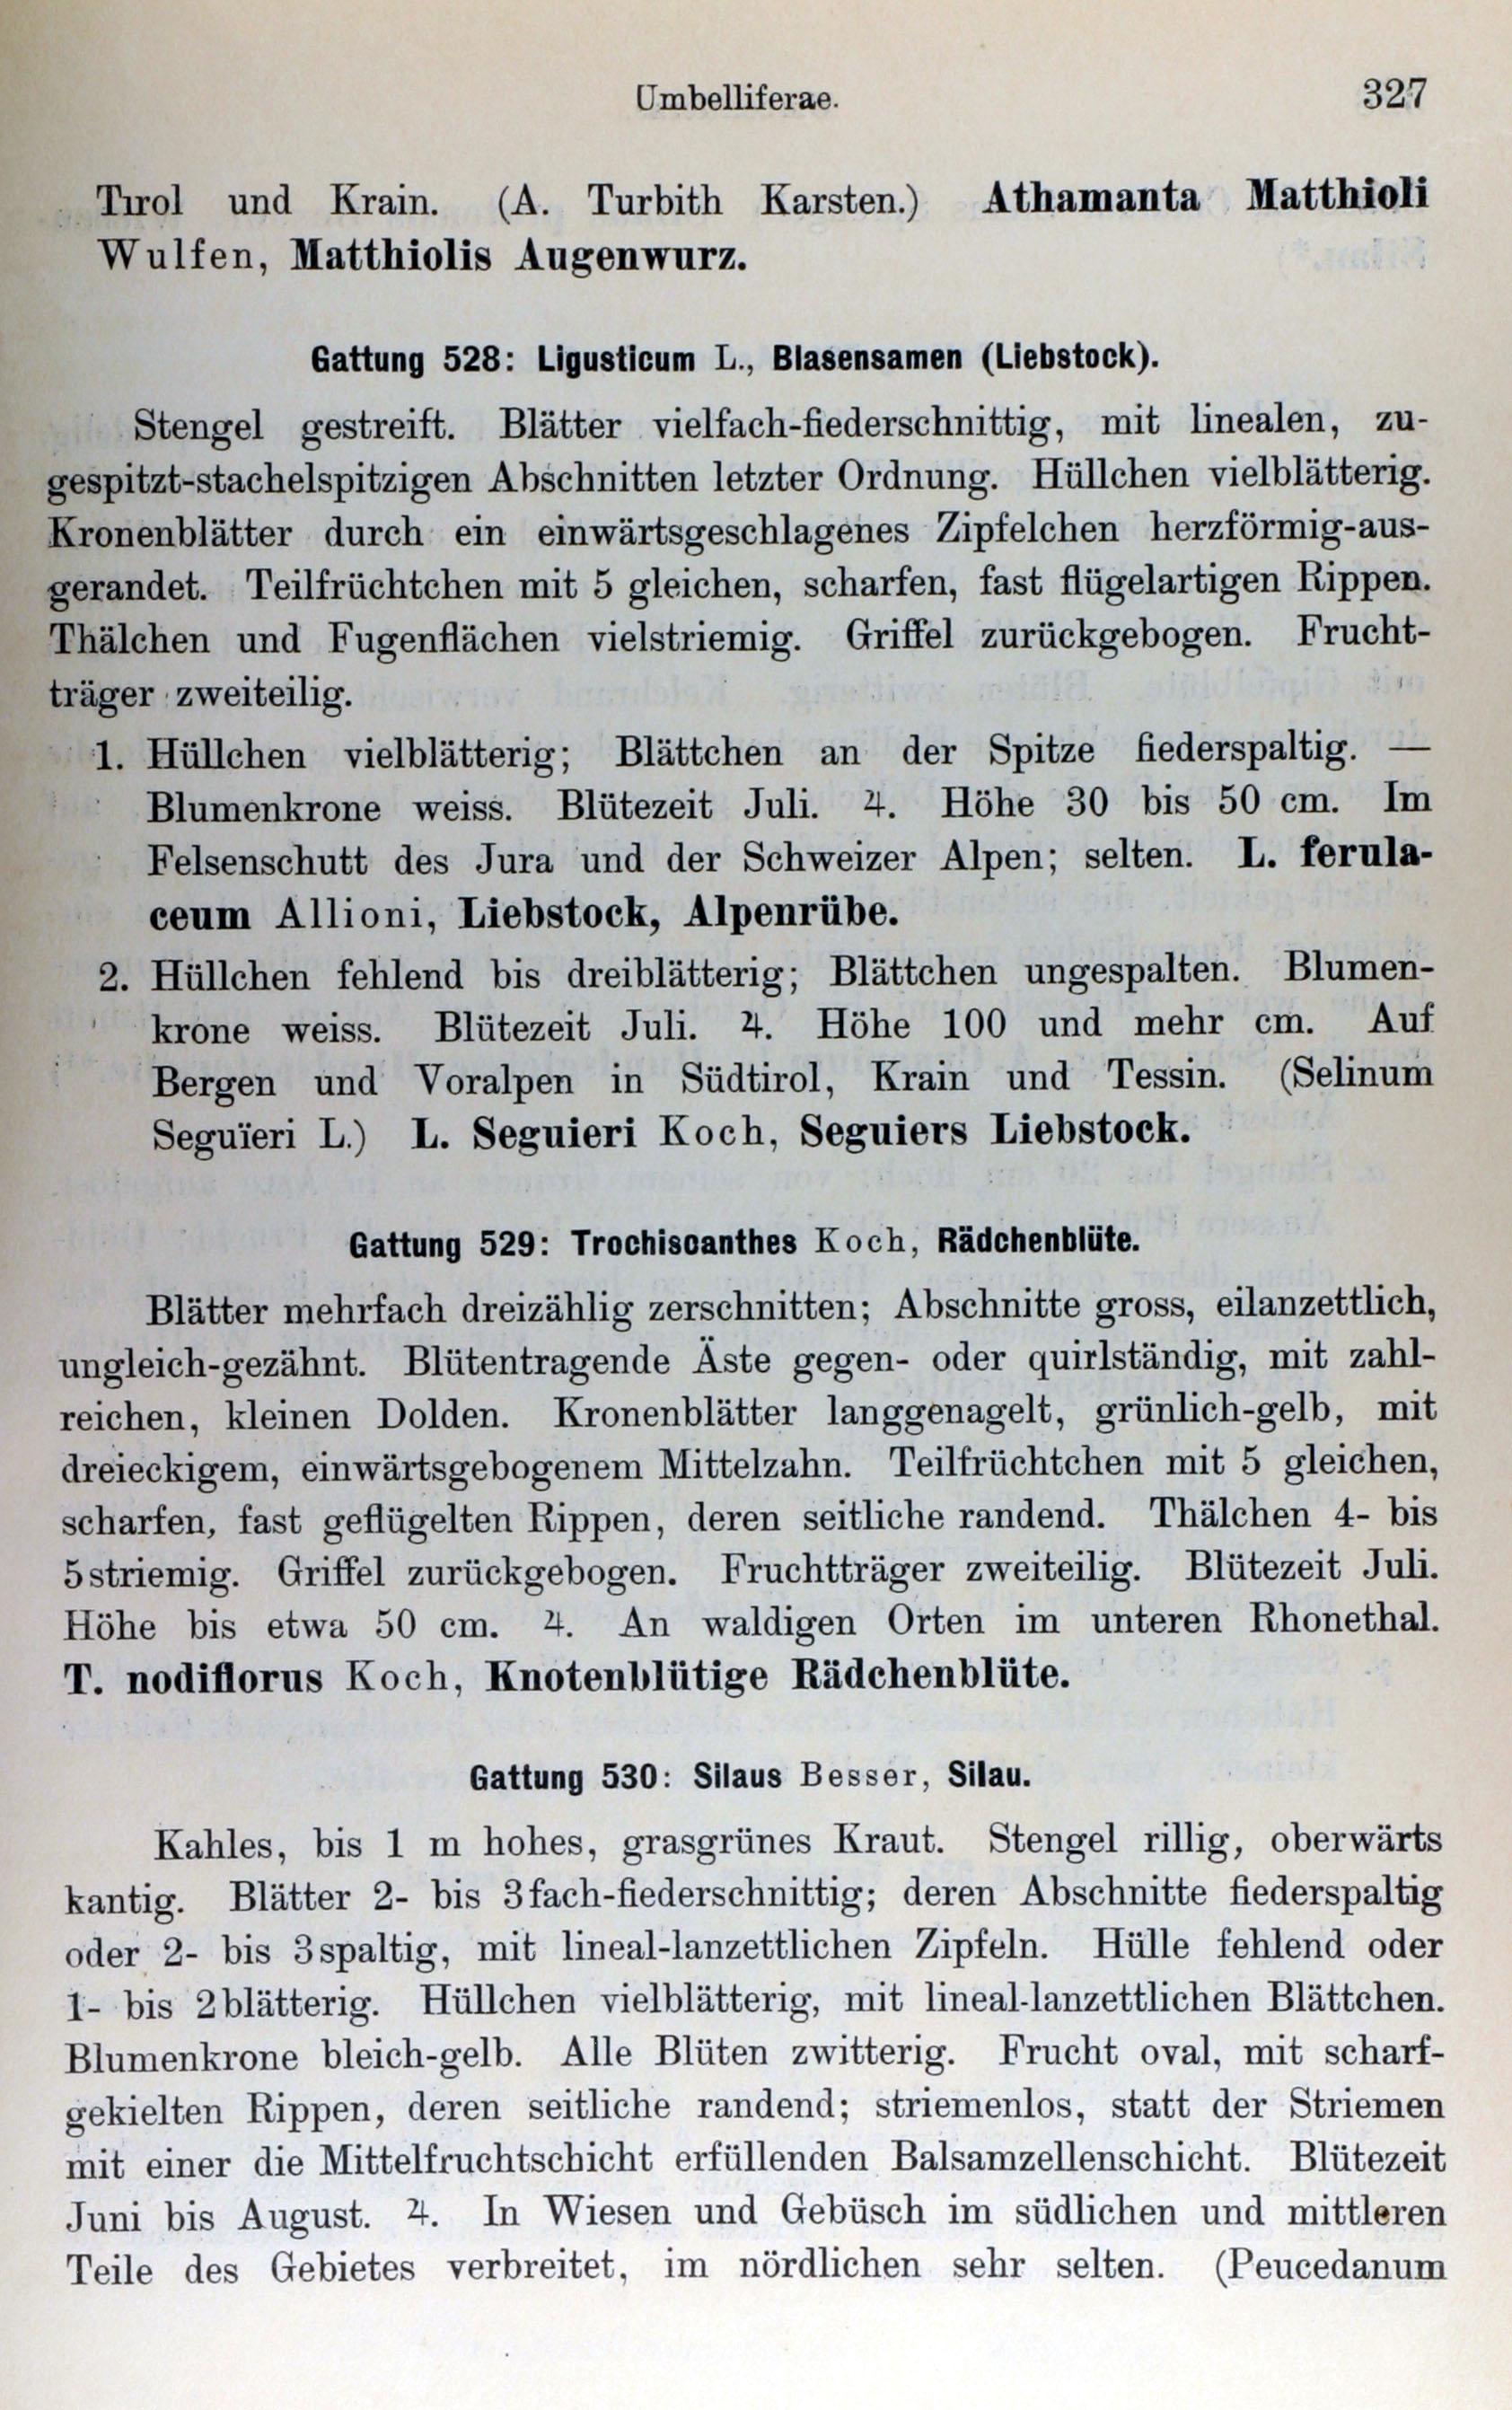 Umbelliferae. 327
Tirol und Krain. (A. Turbith Karsten.) Athamanta Matthioli
Wulfen, Matthiolis Augenwurz.
Gattung 528: Ligusticum L., Blasensamen (Liebstock).
Stengel gestreift. Blätter vielfach-fiederschnittig, mit linealen, zu-
gespitzt-stachelspitzigen Abschnitten letzter Ordnung. Hüllchen vielblätterig.
Kronenblätter durch ein einwärtsgeschlagenes Zipfelchen herzförmig-aus-
gerandet. Teilfrüchtchen mit 5 gleichen, scharfen, fast flügelartigen Rippen.
Thälchen und Fugenflächen vielstriemig. Griffel zurückgebogen. Frucht-
träger zweiteilig.
1. Hüllchen vielblätterig; Blättchen an der Spitze fiederspaltig. —
Blumenkrone weiss. Blütezeit Juli. ♃. Höhe 30 bis 50 cm. Im
Felsenschutt des Jura und der Schweizer Alpen; selten. L. ferula-
ceum Allioni, Liebstock, Alpenrübe.
2. Hüllchen fehlend bis dreiblätterig; Blättchen ungespalten. Blumen-
krone weiss. Blütezeit Juli. ♃. Höhe 100 und mehr cm. Auf
Bergen und Voralpen in Südtirol, Krain und Tessin. (Selinum
Seguïeri L.) L. Seguieri Koch, Seguiers Liebstock.
Gattung 529: Trochiscanthes Koch, Rädchenblüte.
Blätter mehrfach dreizählig zerschnitten; Abschnitte gross, eilanzettlich,
ungleich-gezähnt. Blütentragende Äste gegen- oder quirlständig, mit zahl-
reichen, kleinen Dolden. Kronenblätter langgenagelt, grünlich-gelb, mit
dreieckigem, einwärtsgebogenem Mittelzahn. Teilfrüchtchen mit 5 gleichen,
scharfen, fast geflügelten Rippen, deren seitliche randend. Thälchen 4- bis
5striemig. Griffel zurückgebogen. Fruchtträger zweiteilig. Blütezeit Juli.
Höhe bis etwa 50 cm. ♃. An waldigen Orten im unteren Rhonethal.
T. nodiflorus Koch, Knotenblütige Rädchenblüte.
Gattung 530: Silaus Besser, Silau.
Kahles, bis 1 m hohes, grasgrünes Kraut. Stengel rillig, oberwärts
kantig. Blätter 2- bis 3fach-fiederschnittig; deren Abschnitte fiederspaltig
oder 2- bis 3spaltig, mit lineal-lanzettlichen Zipfeln. Hülle fehlend oder
1- bis 2blätterig. Hüllchen vielblätterig, mit lineal-lanzettlichen Blättchen.
Blumenkrone bleich-gelb. Alle Blüten zwitterig. Frucht oval, mit scharf-
gekielten Rippen, deren seitliche randend; striemenlos, statt der Striemen
mit einer die Mittelfruchtschicht erfüllenden Balsamzellenschicht. Blütezeit
Juni bis August. ♃. In Wiesen und Gebüsch im südlichen und mittleren
Teile des Gebietes verbreitet, im nördlichen sehr selten. (Peucedanum